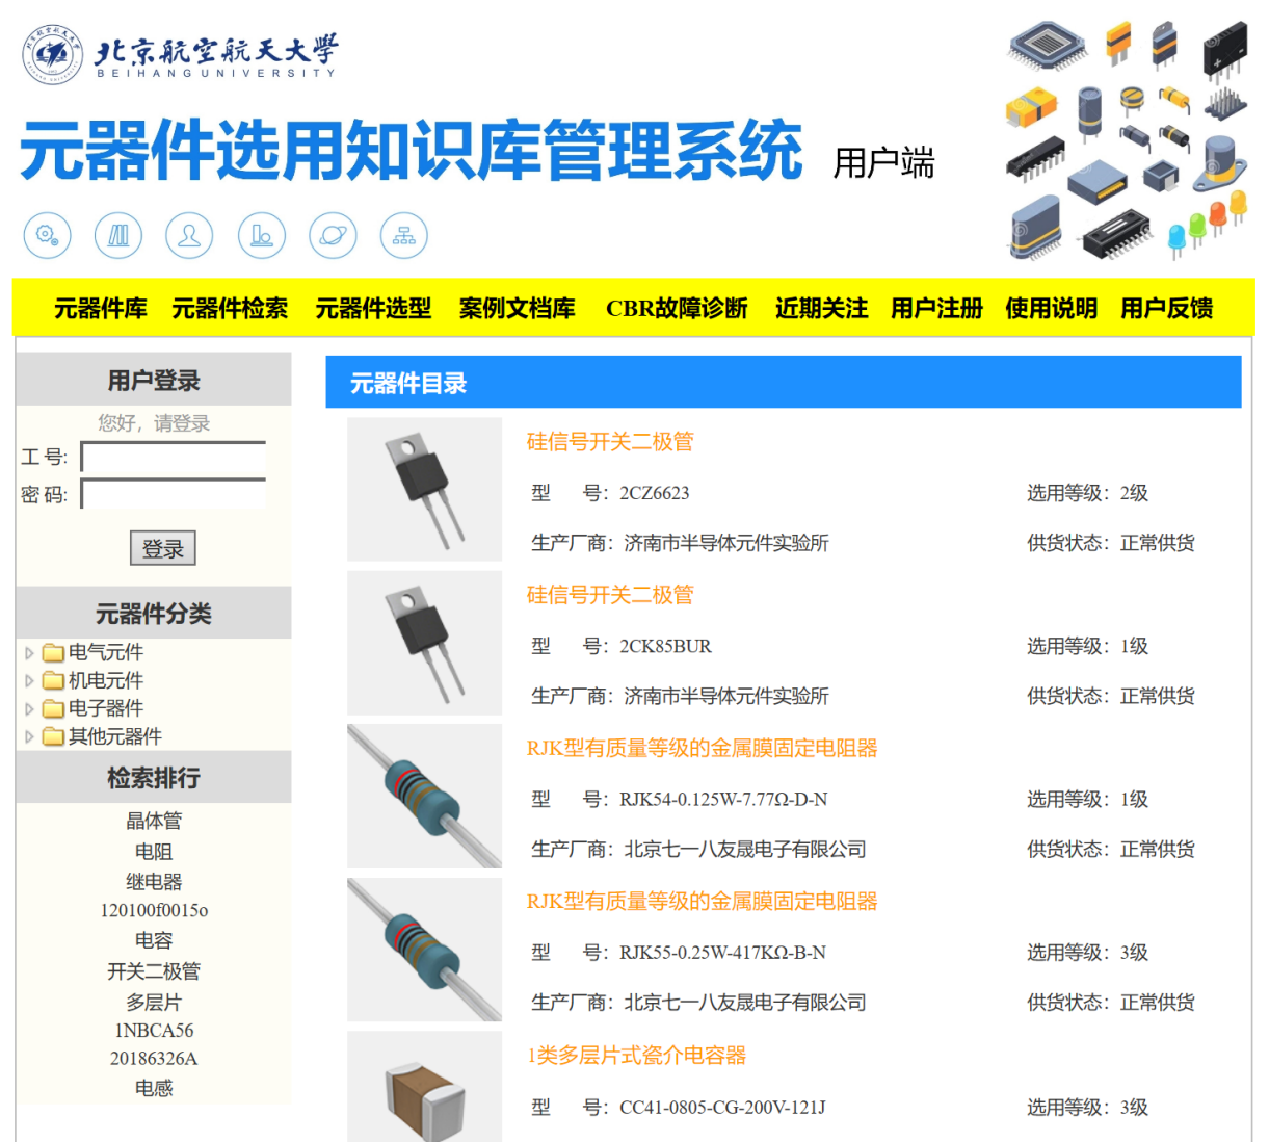 北京航空航天大學
BEIHANG UNIVERSITY
元器件选用知识库管理系统 用户端
元器件库 元器件检索 元器件选型 案例文档库 CBR故障诊断 近期关注 用户注册 使用说明 用户反馈
用户登录
您好，请登录
工 号:
密 码:
登录
元器件分类
电气元件
机电元件
电子器件
其他元器件
检索排行
晶体管
电阻
继电器
120100f0015o
电容
开关二极管
多层片
1NBCA56
20186326A
电感
元器件目录
硅信号开关二极管
型 号：2CZ6623 选用等级：2级
生产厂商：济南市半导体元件实验所 供货状态：正常供货
硅信号开关二极管
型 号：2CK85BUR 选用等级：1级
生产厂商：济南市半导体元件实验所 供货状态：正常供货
RJK型有质量等级的金属膜固定电阻器
型 号：RJK54-0.125W-7.77Ω-D-N 选用等级：1级
生产厂商：北京七一八友晟电子有限公司 供货状态：正常供货
RJK型有质量等级的金属膜固定电阻器
型 号：RJK55-0.25W-417KΩ-B-N 选用等级：3级
生产厂商：北京七一八友晟电子有限公司 供货状态：正常供货
1类多层片式瓷介电容器
型 号：CC41-0805-CG-200V-121J 选用等级：3级